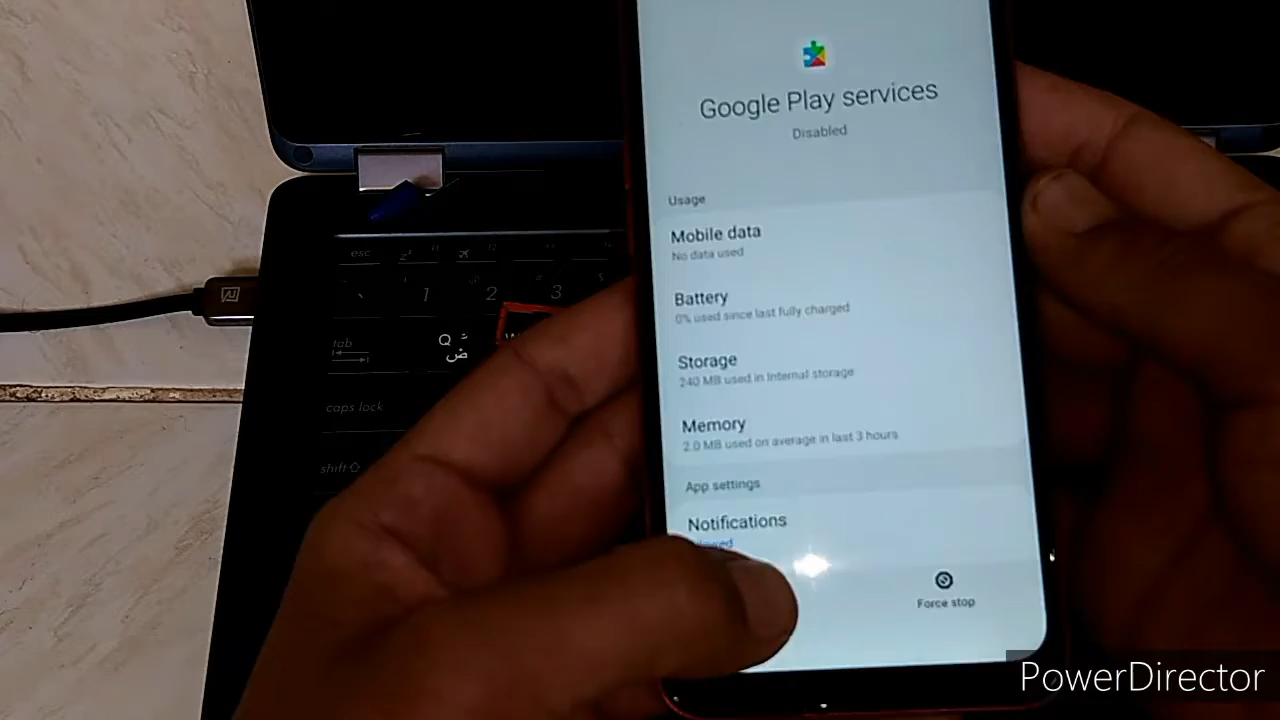 Google Play services
Disabled
Usage
Mobile data
No data used
Battery
0% used since last fully charged
Storage
240 MB used in Internal storage
Memory
2.0 MB used on average in last 3 hours
App settings
Notifications
Force stop
esc
1 2 3
tab
Q ض
caps lock
shift
PowerDirector